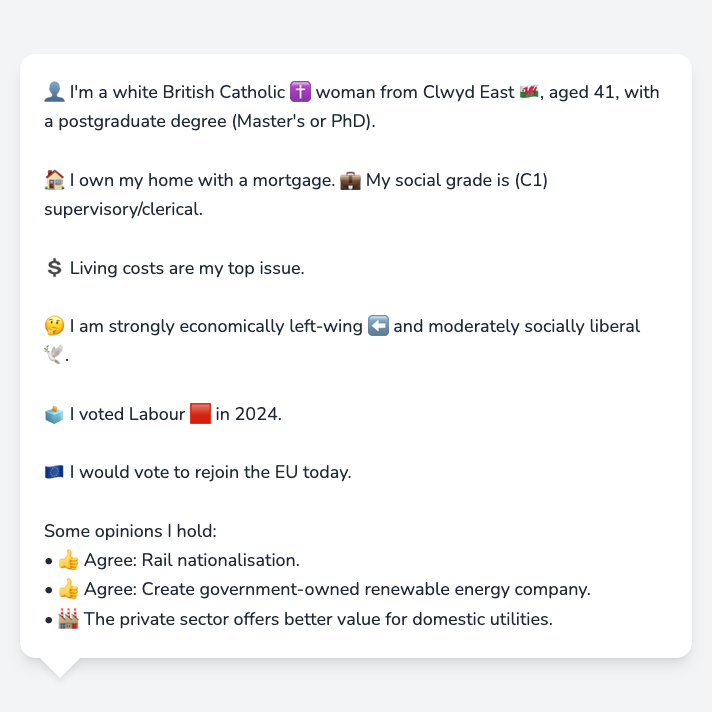 👤 I'm a white British Catholic ✝️ woman from Clwyd East 🏴󠁧󠁢󠁷󠁬󠁳󠁿, aged 41, with
a postgraduate degree (Master's or PhD).
🏠 I own my home with a mortgage. 💼 My social grade is (C1)
supervisory/clerical.
💲 Living costs are my top issue.
🤔 I am strongly economically left-wing ⬅️ and moderately socially liberal
🕊️.
🗳️ I voted Labour 🟥 in 2024.
🇪🇺 I would vote to rejoin the EU today.
Some opinions I hold:
• 👍 Agree: Rail nationalisation.
• 👍 Agree: Create government-owned renewable energy company.
• 🏭 The private sector offers better value for domestic utilities.